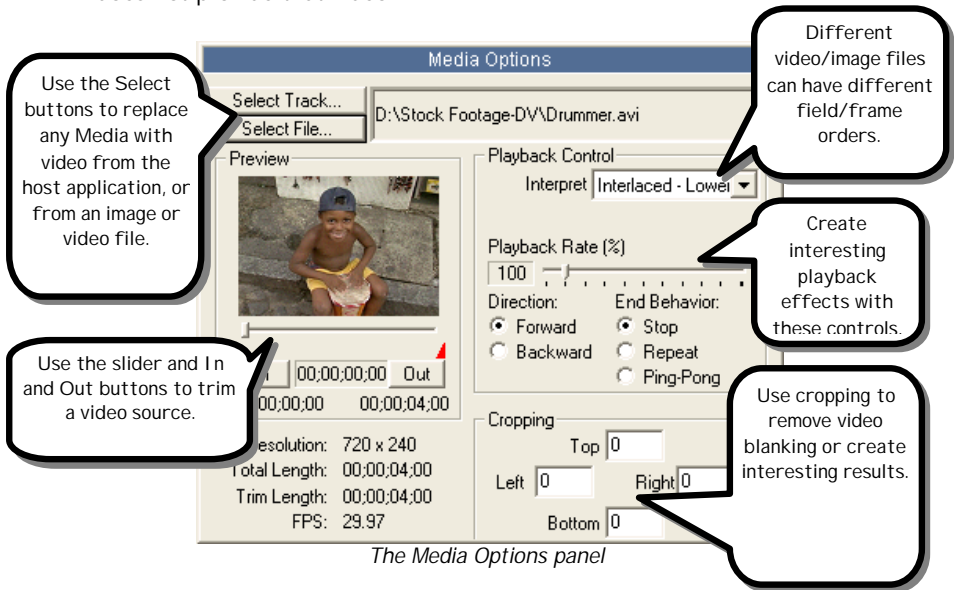 Media Options
Use the Select
buttons to replace
any Media with
video from the
host application, or
from an image or
video file.
Different
video/image files
can have different
field/frame
orders.
Select Track...
Select File...
D:\Stock Footage-DV\Drummer.avi
Preview
Playback Control
Interpret Interlaced - Lower
Create
interesting
playback
effects with
these controls.
Playback Rate (%)
100
Direction: End Behavior:
Forward Stop
Backward Repeat
Ping-Pong
Use the slider and In
and Out buttons to trim
a video source.
00;00;00;00 Out
00;00;00 00;00;04;00
Resolution: 720 x 240
Total Length: 00;00;04;00
Trim Length: 00;00;04;00
FPS: 29.97
Cropping
Top 0
Left 0 Right 0
Bottom 0
Use cropping to
remove video
blanking or create
interesting results.
The Media Options panel